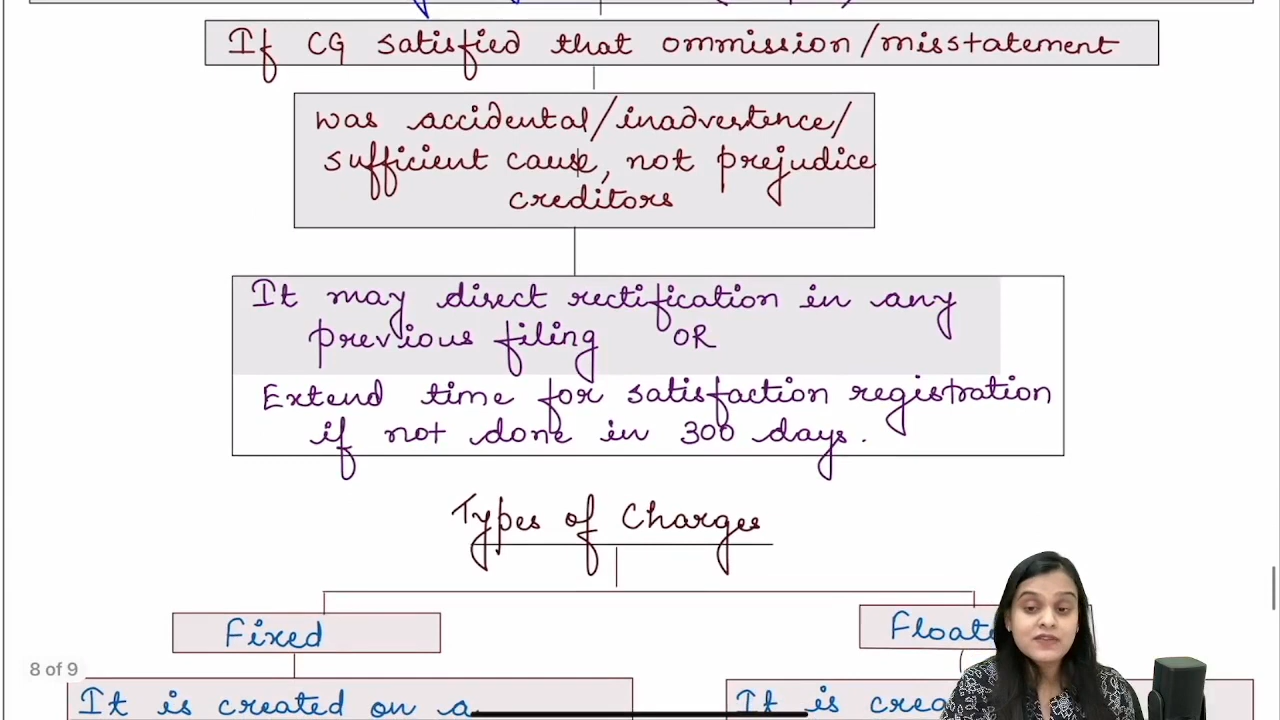 If CG satisfied that ommission/misstatement
was accidental/inadvertence/
sufficient cause, not prejudice
creditors
It may direct rectification in any
previous filing OR
Extend time for satisfaction registration
if not done in 300 days.
Types of Charges
Fixed
8 of 9
It is created on a
It is